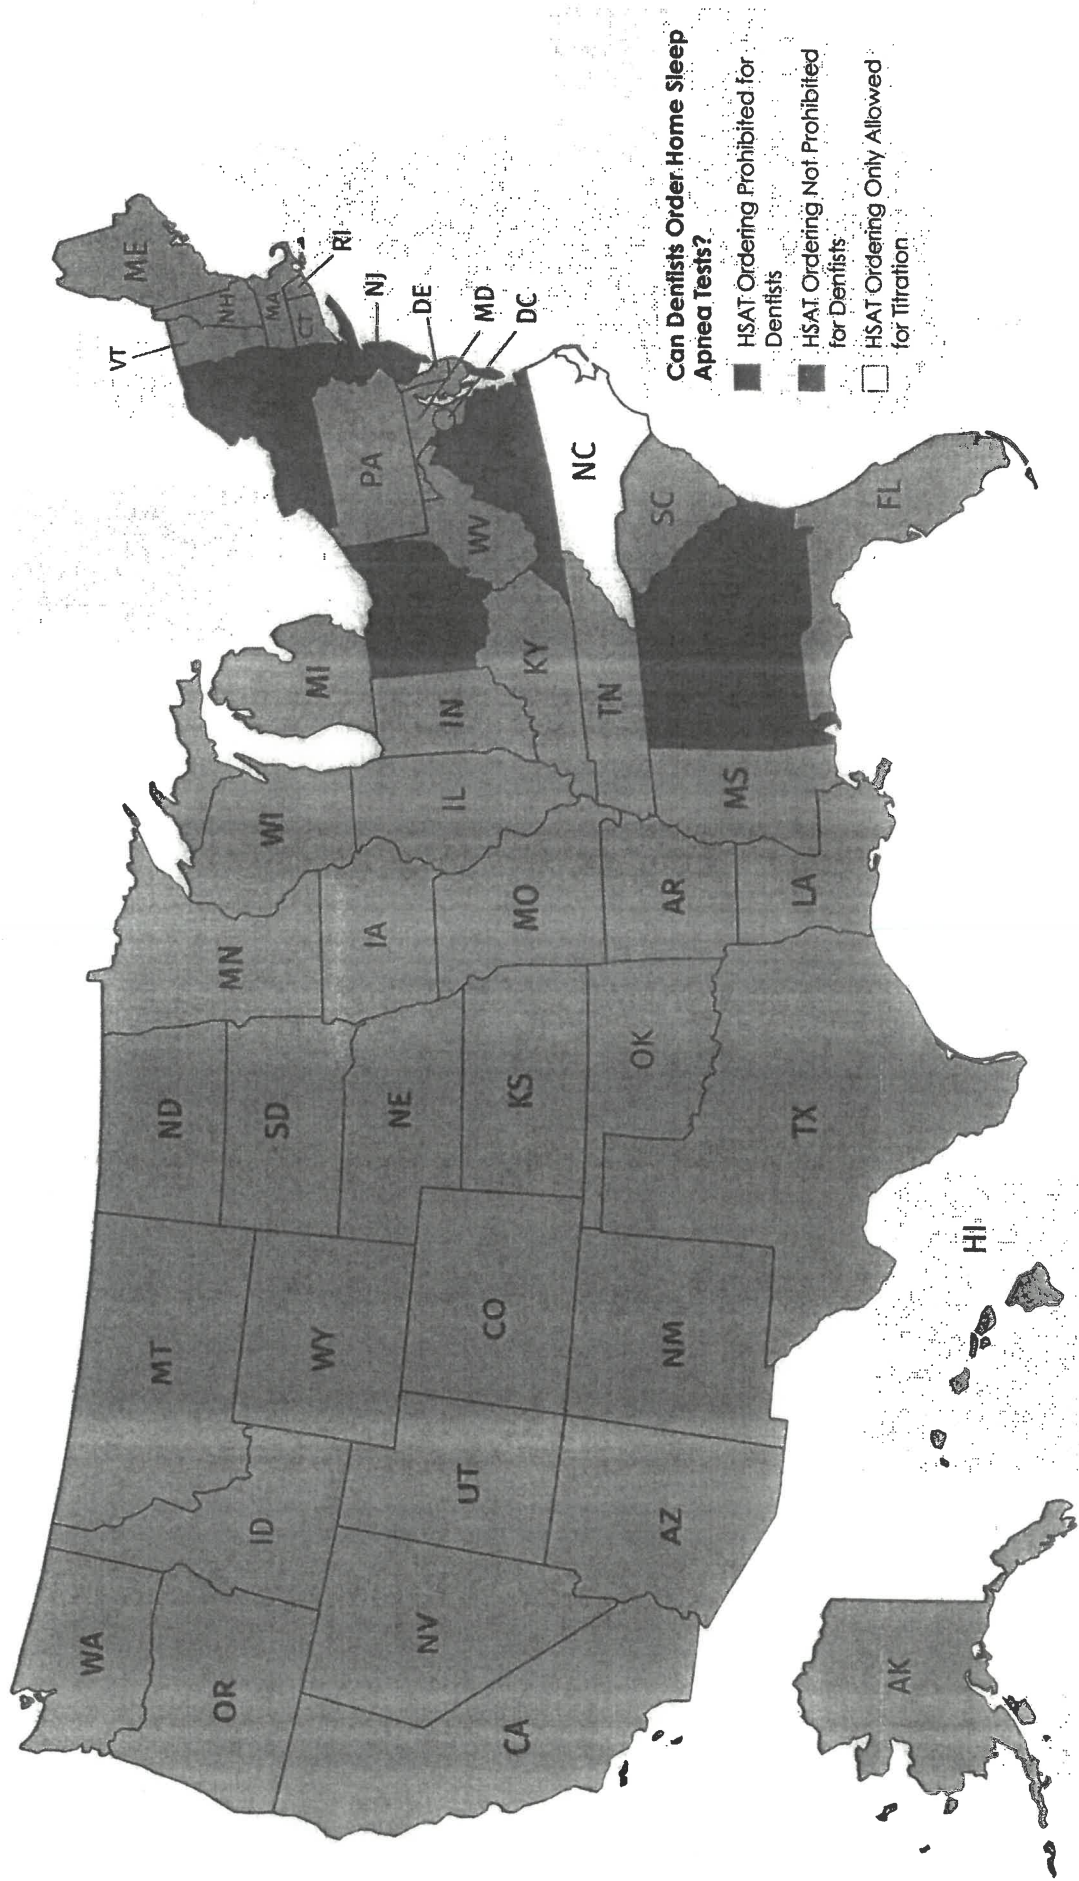 WA
OR
CA
NV
ID
MT
WY
UT
AZ
CO
NM
ND
SD
NE
KS
OK
TX
MN
IA
MO
AR
LA
WI
IL
MS
MI
IN
KY
TN
WV
PA
NC
SC
FL
VT
ME
NH
MA
CT
RI
NJ
DE
MD
DC
AK
HI
Can Dentists Order Home Sleep
Apnea Tests?
HSAT Ordering Prohibited for
Dentists
HSAT Ordering Not Prohibited
for Dentists
HSAT Ordering Only Allowed
for Titration